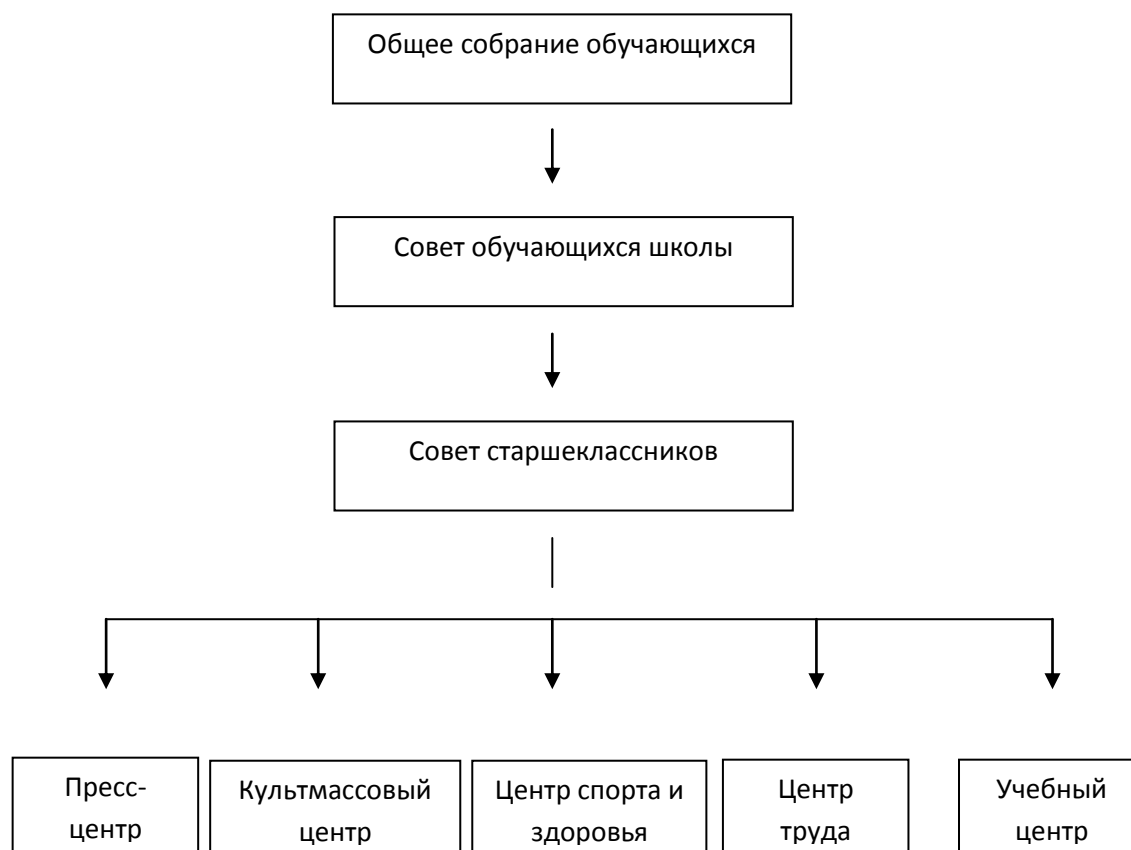 Общее собрание обучающихся
Совет обучающихся школы
Совет старшеклассников
Пресс-
центр
Культмассовый
центр
Центр спорта и
здоровья
Центр
труда
Учебный
центр